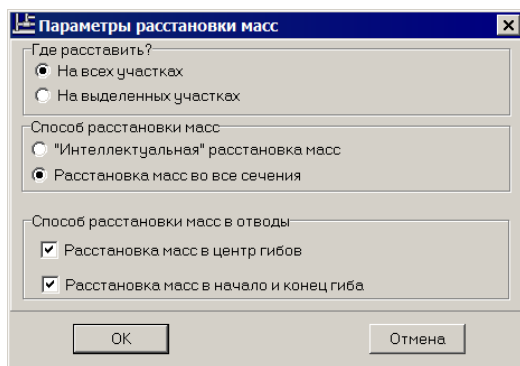 Параметры расстановки масс
Где расставить?
На всех участках
На выделенных участках
Способ расстановки масс
"Интеллектуальная" расстановка масс
Расстановка масс во все сечения
Способ расстановки масс в отводы
Расстановка масс в центр гибов
Расстановка масс в начало и конец гиба
OK
Отмена